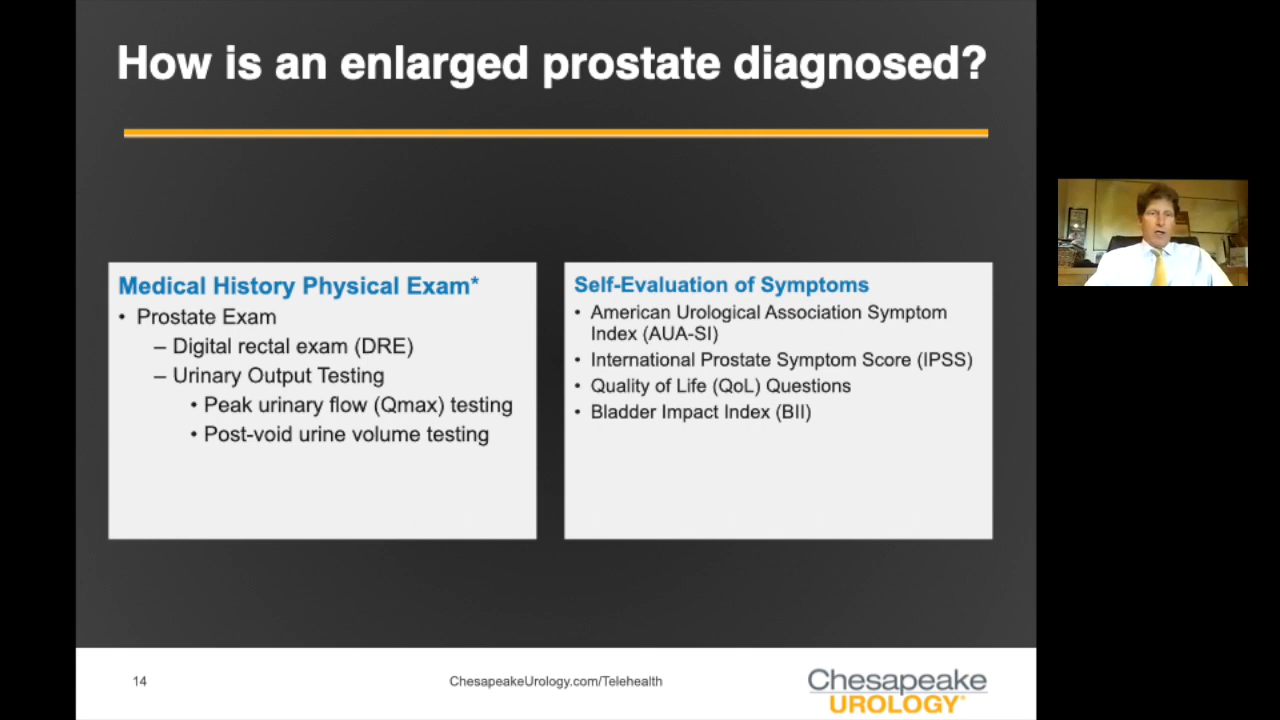 How is an enlarged prostate diagnosed?
Medical History Physical Exam*
• Prostate Exam
– Digital rectal exam (DRE)
– Urinary Output Testing
• Peak urinary flow (Qmax) testing
• Post-void urine volume testing
Self-Evaluation of Symptoms
• American Urological Association Symptom
Index (AUA-SI)
• International Prostate Symptom Score (IPSS)
• Quality of Life (QoL) Questions
• Bladder Impact Index (BII)
14
ChesapeakeUrology.com/Telehealth
Chesapeake
UROLOGY®